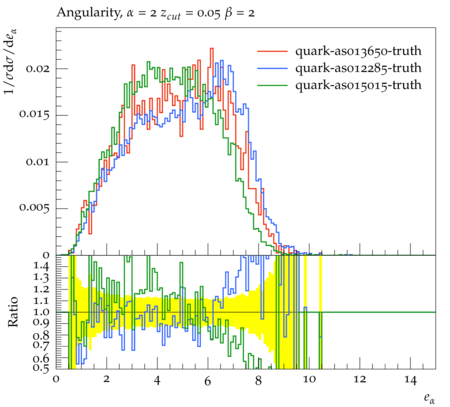 Angularity, α = 2 z_cut = 0.05 β = 2
1/σdσ/de_α
0.02
0.015
0.01
0.005
0
quark-as013650-truth
quark-as012285-truth
quark-as015015-truth
Ratio
1.4
1.3
1.2
1.1
1.0
0.9
0.8
0.7
0.6
0.5
0 2 4 6 8 10 12 14
e_α